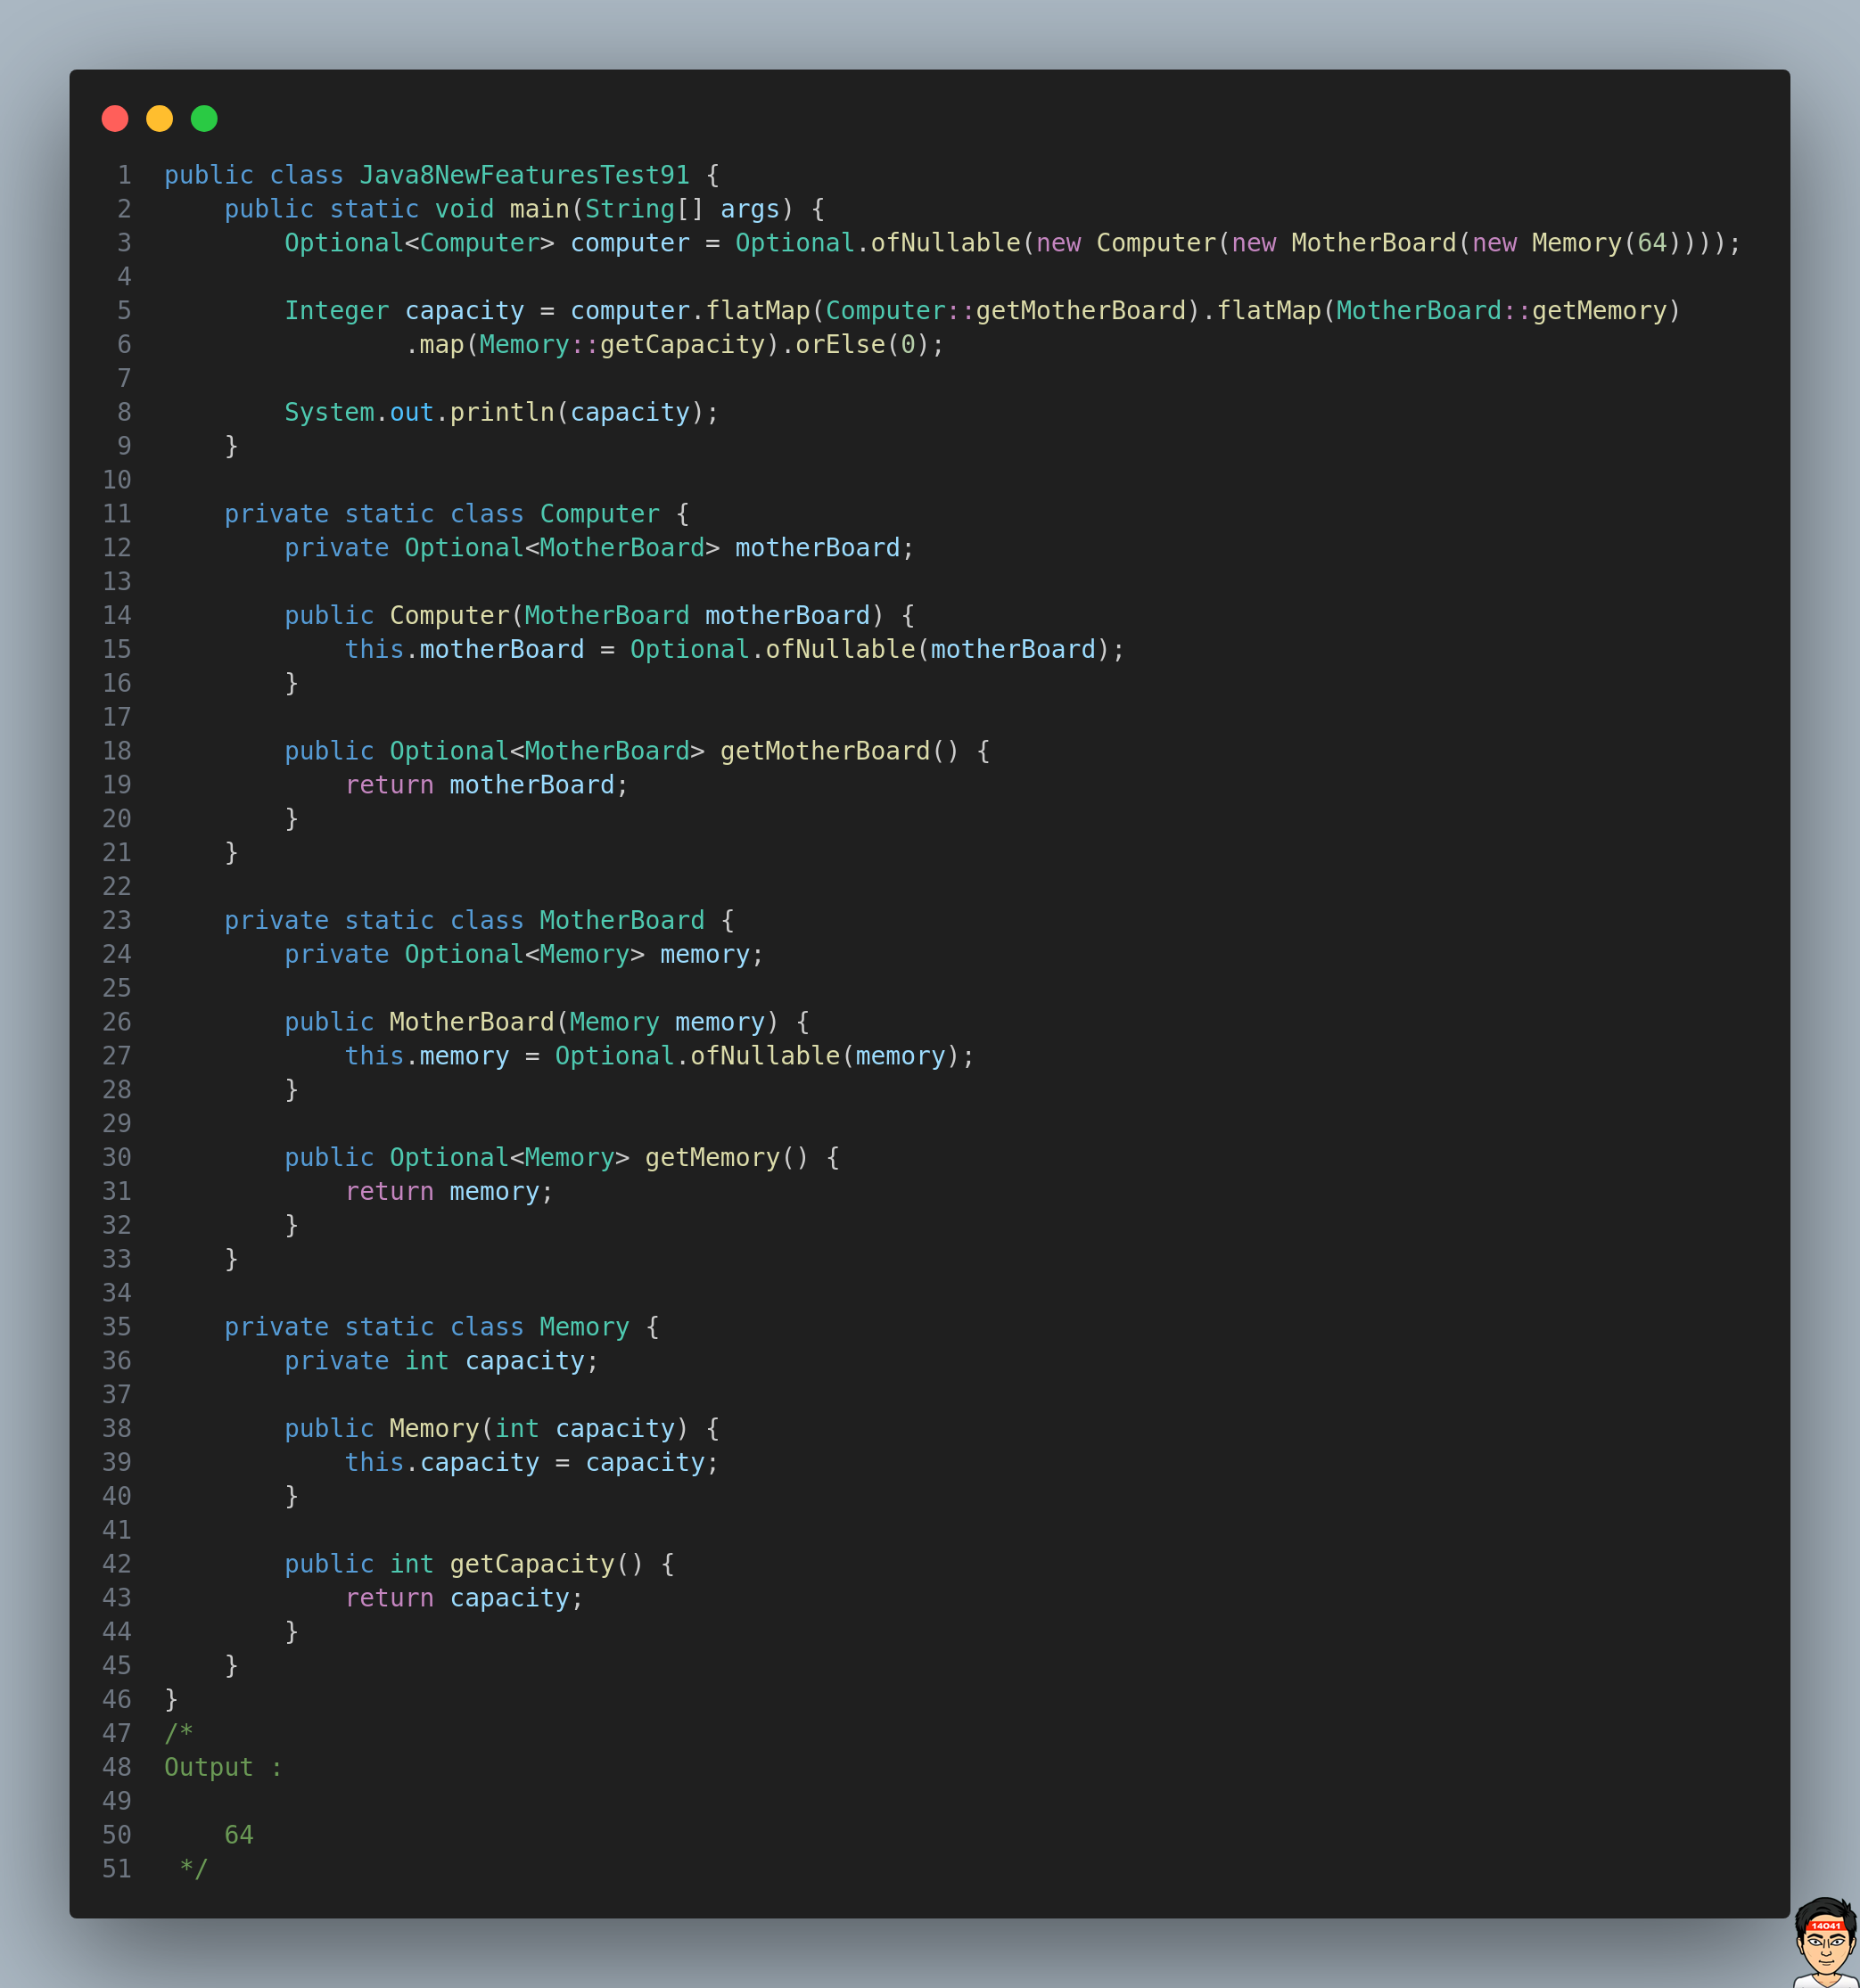 1 public class Java8NewFeaturesTest91 {
2     public static void main(String[] args) {
3         Optional<Computer> computer = Optional.ofNullable(new Computer(new MotherBoard(new Memory(64))));
4
5         Integer capacity = computer.flatMap(Computer::getMotherBoard).flatMap(MotherBoard::getMemory)
6                 .map(Memory::getCapacity).orElse(0);
7
8         System.out.println(capacity);
9     }
10
11     private static class Computer {
12         private Optional<MotherBoard> motherBoard;
13
14         public Computer(MotherBoard motherBoard) {
15             this.motherBoard = Optional.ofNullable(motherBoard);
16         }
17
18         public Optional<MotherBoard> getMotherBoard() {
19             return motherBoard;
20         }
21     }
22
23     private static class MotherBoard {
24         private Optional<Memory> memory;
25
26         public MotherBoard(Memory memory) {
27             this.memory = Optional.ofNullable(memory);
28         }
29
30         public Optional<Memory> getMemory() {
31             return memory;
32         }
33     }
34
35     private static class Memory {
36         private int capacity;
37
38         public Memory(int capacity) {
39             this.capacity = capacity;
40         }
41
42         public int getCapacity() {
43             return capacity;
44         }
45     }
46 }
47 /*
48 Output :
49
50     64
51  */
14041